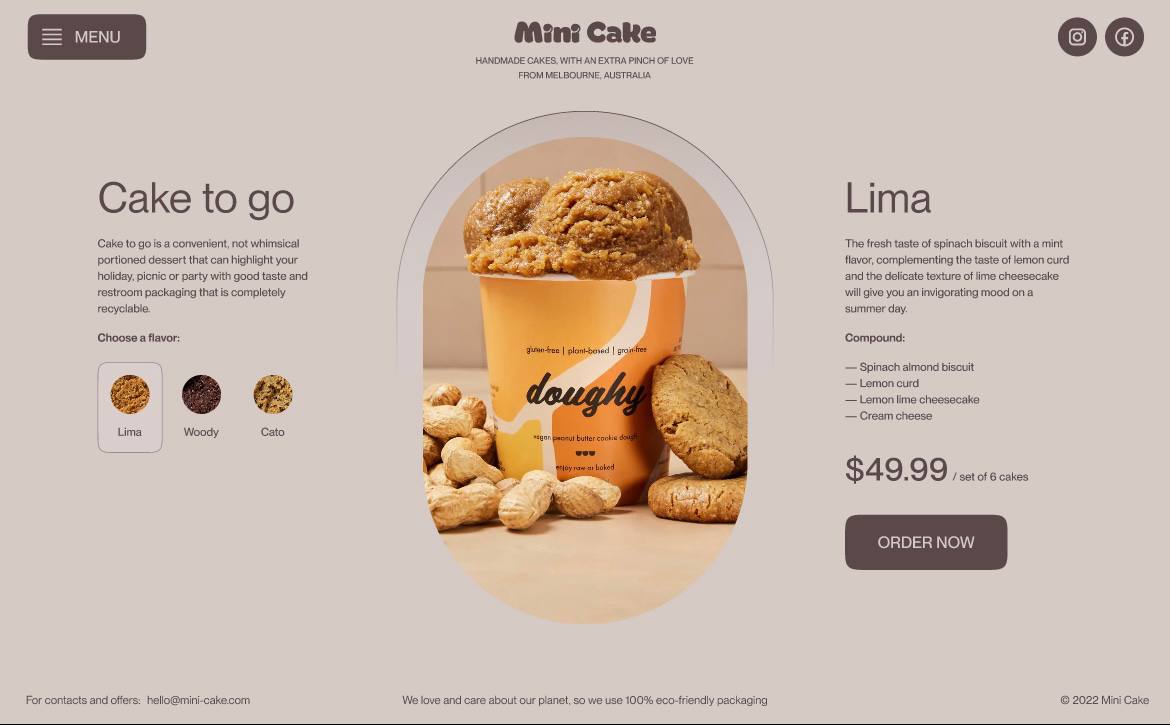 MENU
Mini Cake
HANDMADE CAKES, WITH AN EXTRA PINCH OF LOVE
FROM MELBOURNE, AUSTRALIA
Cake to go
Cake to go is a convenient, not whimsical
portioned dessert that can highlight your
holiday, picnic or party with good taste and
restroom packaging that is completely
recyclable.
Choose a flavor:
Lima
Woody
Cato
gluten-free | plant-based | grain-free
doughy
vegan peanut butter cookie dough
enjoy raw or baked
Lima
The fresh taste of spinach biscuit with a mint
flavor, complementing the taste of lemon curd
and the delicate texture of lime cheesecake
will give you an invigorating mood on a
summer day.
Compound:
— Spinach almond biscuit
— Lemon curd
— Lemon lime cheesecake
— Cream cheese
$49.99 / set of 6 cakes
ORDER NOW
For contacts and offers: hello@mini-cake.com
We love and care about our planet, so we use 100% eco-friendly packaging
© 2022 Mini Cake